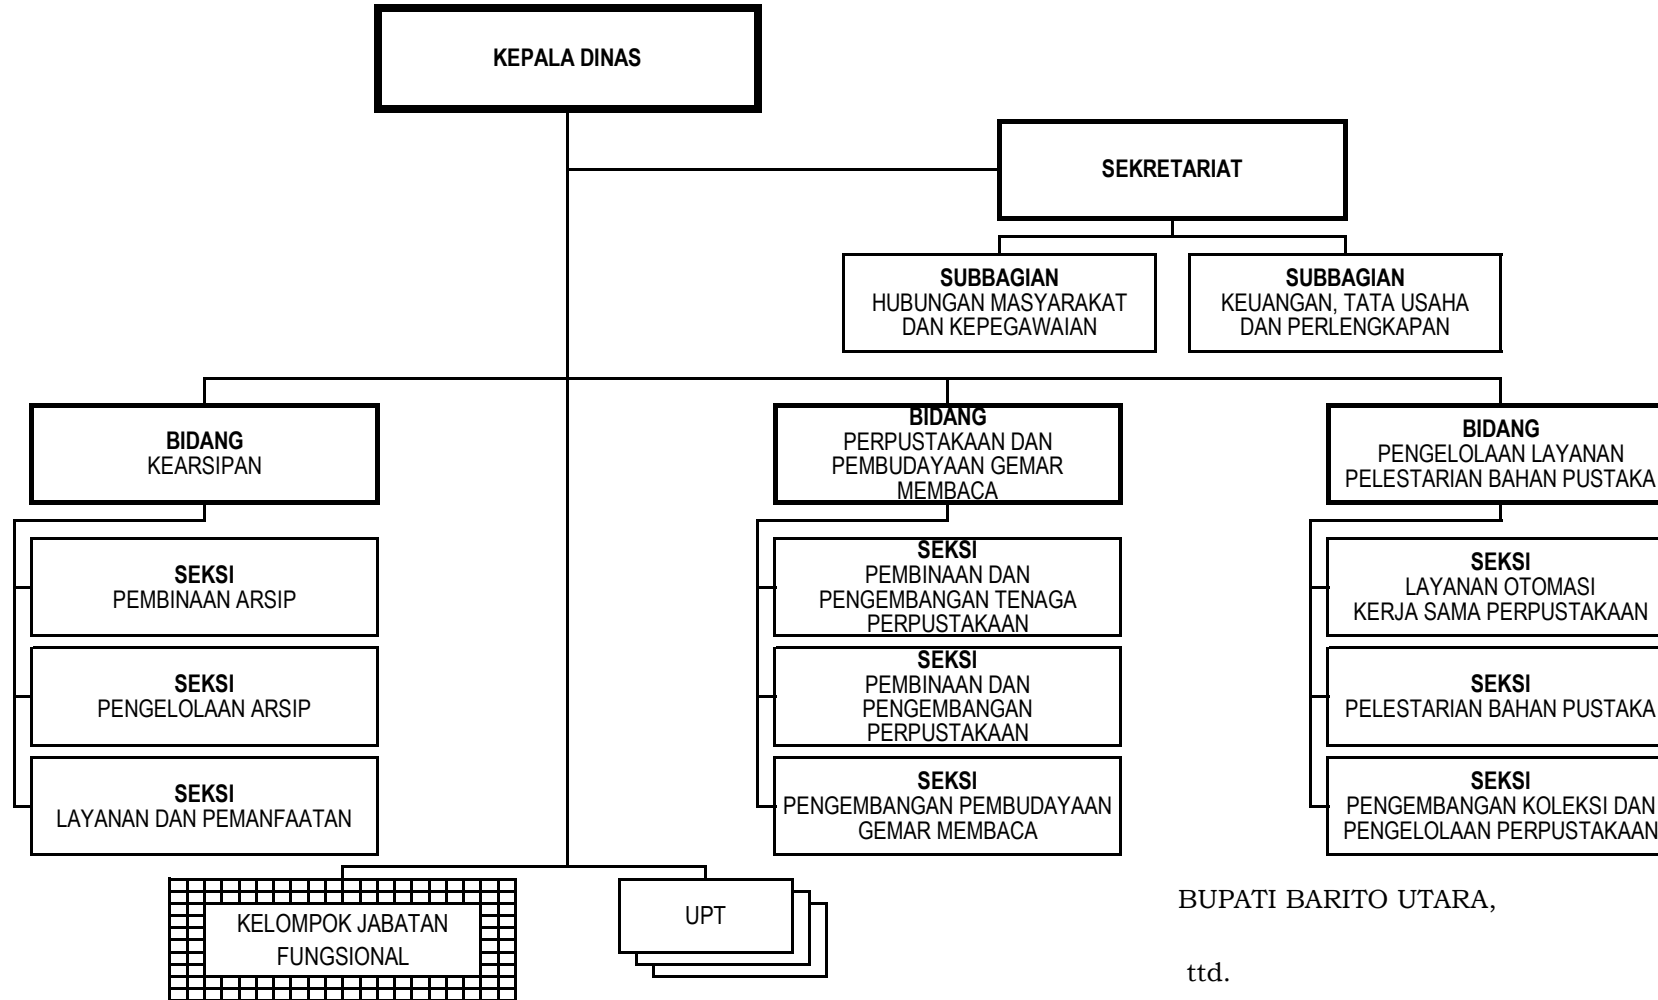 KEPALA DINAS
SEKRETARIAT
SUBBAGIAN
HUBUNGAN MASYARAKAT
DAN KEPEGAWAIAN
SUBBAGIAN
KEUANGAN, TATA USAHA
DAN PERLENGKAPAN
BIDANG
KEARSIPAN
SEKSI
PEMBINAAN ARSIP
SEKSI
PENGELOLAAN ARSIP
SEKSI
LAYANAN DAN PEMANFAATAN
BIDANG
PERPUSTAKAAN DAN
PEMBUDAYAAN GEMAR
MEMBACA
SEKSI
PEMBINAAN DAN
PENGEMBANGAN TENAGA
PERPUSTAKAAN
SEKSI
PEMBINAAN DAN
PENGEMBANGAN
PERPUSTAKAAN
SEKSI
PENGEMBANGAN PEMBUDAYAAN
GEMAR MEMBACA
BIDANG
PENGELOLAAN LAYANAN
PELESTARIAN BAHAN PUSTAKA
SEKSI
LAYANAN OTOMASI
KERJA SAMA PERPUSTAKAAN
SEKSI
PELESTARIAN BAHAN PUSTAKA
SEKSI
PENGEMBANGAN KOLEKSI DAN
PENGELOLAAN PERPUSTAKAAN
KELOMPOK JABATAN
FUNGSIONAL
UPT
BUPATI BARITO UTARA,
ttd.